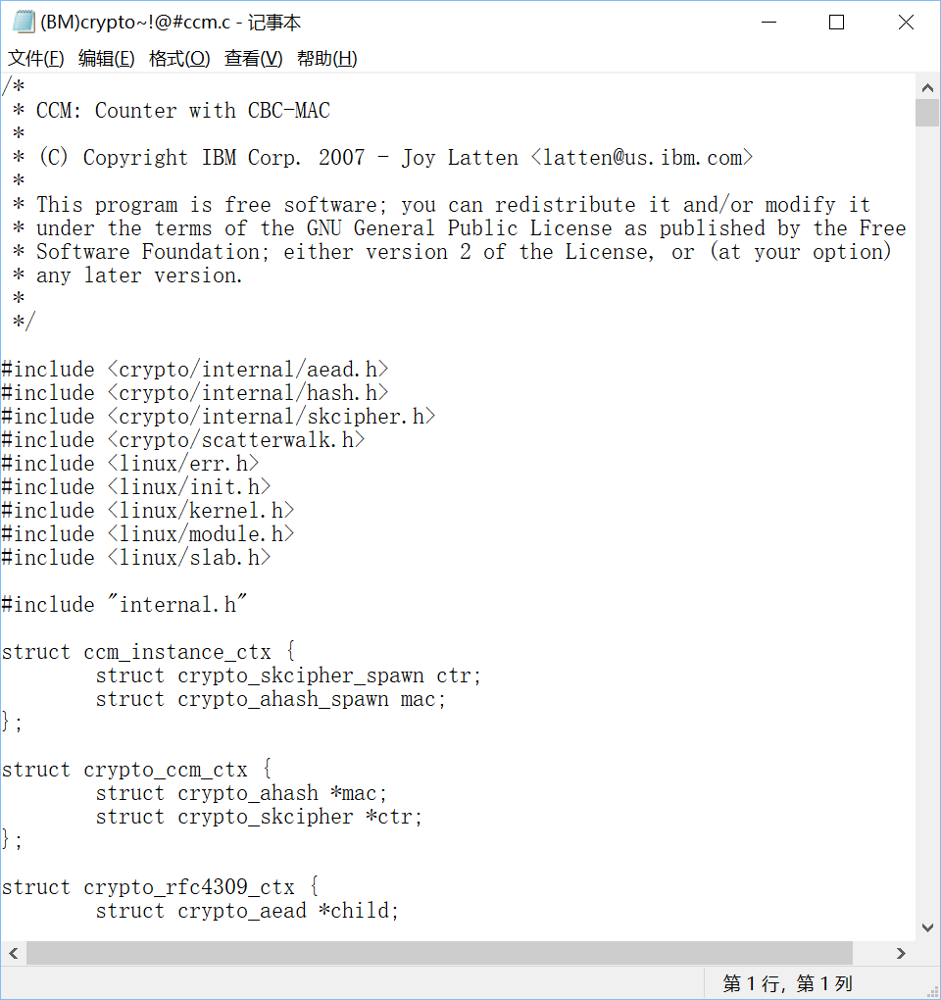 (BM)crypto~!@#ccm.c - 记事本
文件(F) 编辑(E) 格式(O) 查看(V) 帮助(H)
/*
 * CCM: Counter with CBC-MAC
 *
 * (C) Copyright IBM Corp. 2007 - Joy Latten <latten@us.ibm.com>
 *
 * This program is free software; you can redistribute it and/or modify it
 * under the terms of the GNU General Public License as published by the Free
 * Software Foundation; either version 2 of the License, or (at your option)
 * any later version.
 *
 */

#include <crypto/internal/aead.h>
#include <crypto/internal/hash.h>
#include <crypto/internal/skcipher.h>
#include <crypto/scatterwalk.h>
#include <linux/err.h>
#include <linux/init.h>
#include <linux/kernel.h>
#include <linux/module.h>
#include <linux/slab.h>

#include "internal.h"

struct ccm_instance_ctx {
        struct crypto_skcipher_spawn ctr;
        struct crypto_ahash_spawn mac;
};

struct crypto_ccm_ctx {
        struct crypto_ahash *mac;
        struct crypto_skcipher *ctr;
};

struct crypto_rfc4309_ctx {
        struct crypto_aead *child;
第 1 行，第 1 列